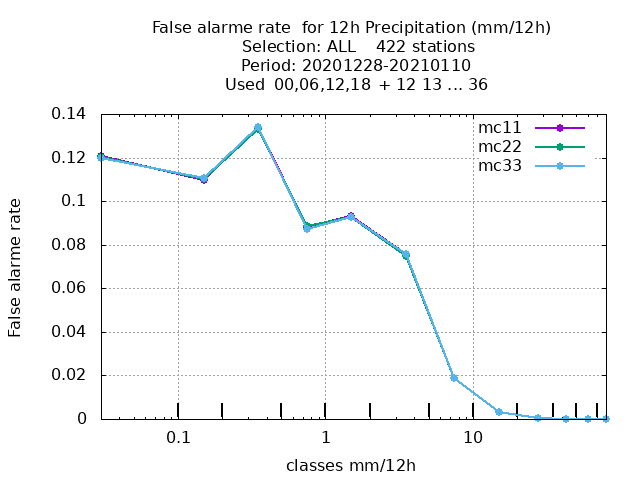 False alarme rate  for 12h Precipitation (mm/12h)
Selection: ALL    422 stations
Period: 20201228-20210110
Used  00,06,12,18  + 12 13 ... 36
mc11
mc22
mc33
0.14
0.12
0.1
0.08
0.06
0.04
0.02
0
False alarme rate
0.1 1 10
classes mm/12h